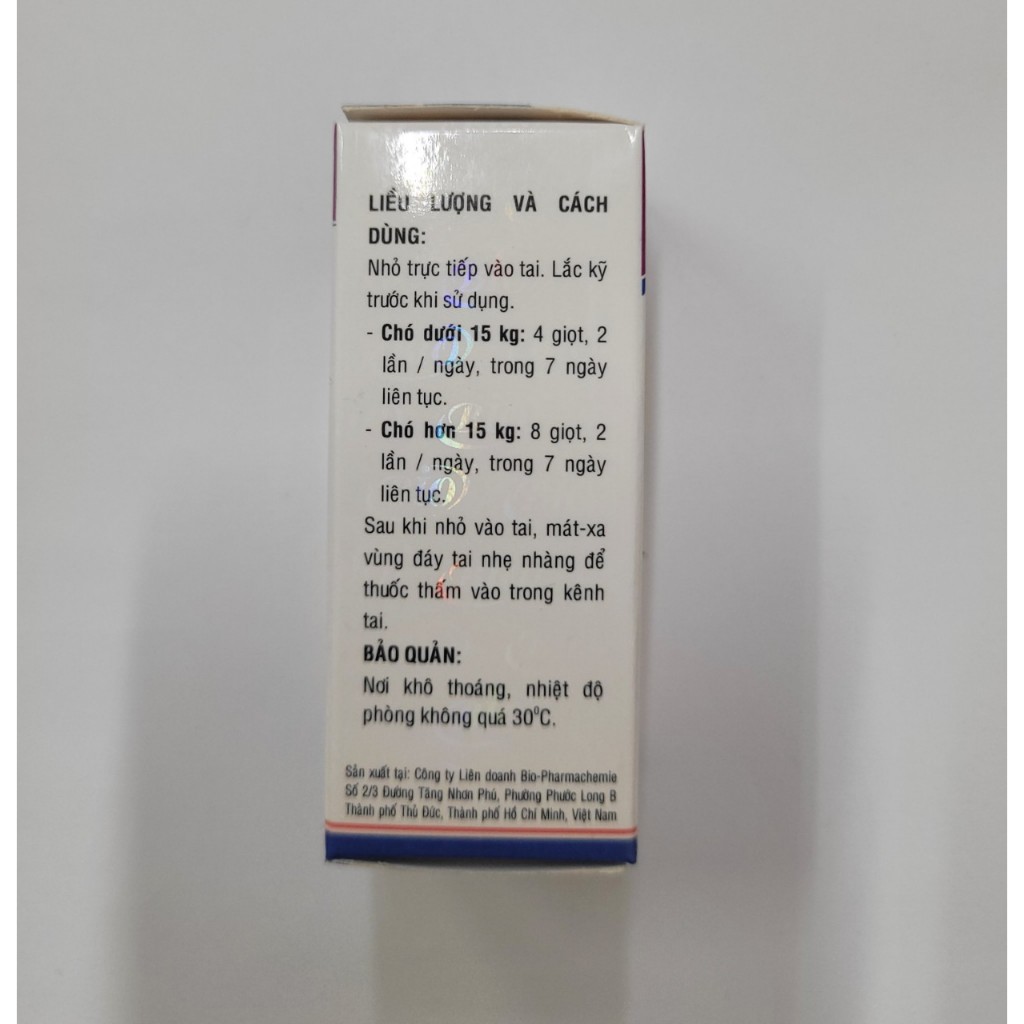 LIỀU LƯỢNG VÀ CÁCH
DÙNG:
Nhỏ trực tiếp vào tai. Lắc kỹ
trước khi sử dụng.
- Chó dưới 15 kg: 4 giọt, 2
lần / ngày, trong 7 ngày
liên tục.
- Chó hơn 15 kg: 8 giọt, 2
lần / ngày, trong 7 ngày
liên tục.
Sau khi nhỏ vào tai, mát-xa
vùng đáy tai nhẹ nhàng để
thuốc thấm vào trong kênh
tai.
BẢO QUẢN:
Nơi khô thoáng, nhiệt độ
phòng không quá 30⁰C.
Sản xuất tại: Công ty Liên doanh Bio-Pharmachemie
Số 2/3 Đường Tăng Nhơn Phú, Phường Phước Long B
Thành phố Thủ Đức, Thành phố Hồ Chí Minh, Việt Nam